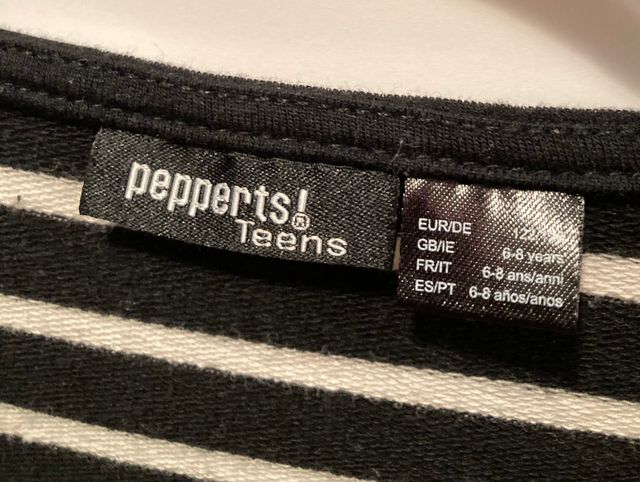 pepperts!®
Teens
EUR/DE
GB/IE 6-8 years
FR/IT 6-8 ans/anni
ES/PT 6-8 años/anos